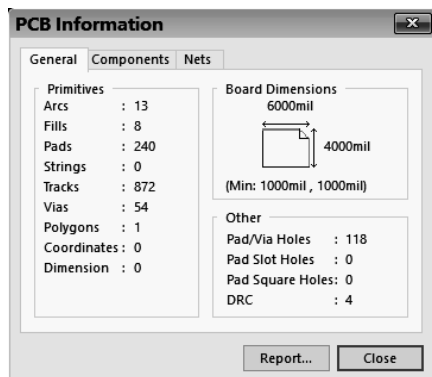 PCB Information
General Components Nets
Primitives
Arcs : 13
Fills : 8
Pads : 240
Strings : 0
Tracks : 872
Vias : 54
Polygons : 1
Coordinates : 0
Dimension : 0
Board Dimensions
6000mil
4000mil
(Min: 1000mil , 1000mil)
Other
Pad/Via Holes : 118
Pad Slot Holes : 0
Pad Square Holes: 0
DRC : 4
Report... Close